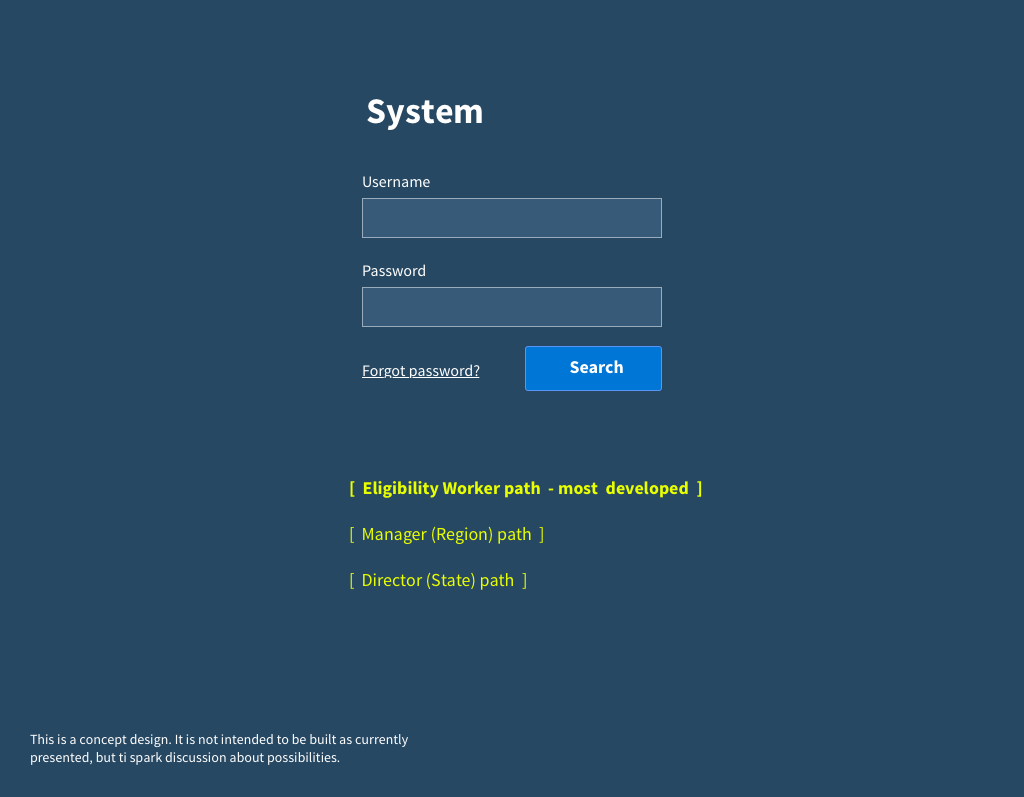 System
Username
Password
Forgot password?
Search
[ Eligibility Worker path - most developed ]
[ Manager (Region) path ]
[ Director (State) path ]
This is a concept design. It is not intended to be built as currently
presented, but ti spark discussion about possibilities.